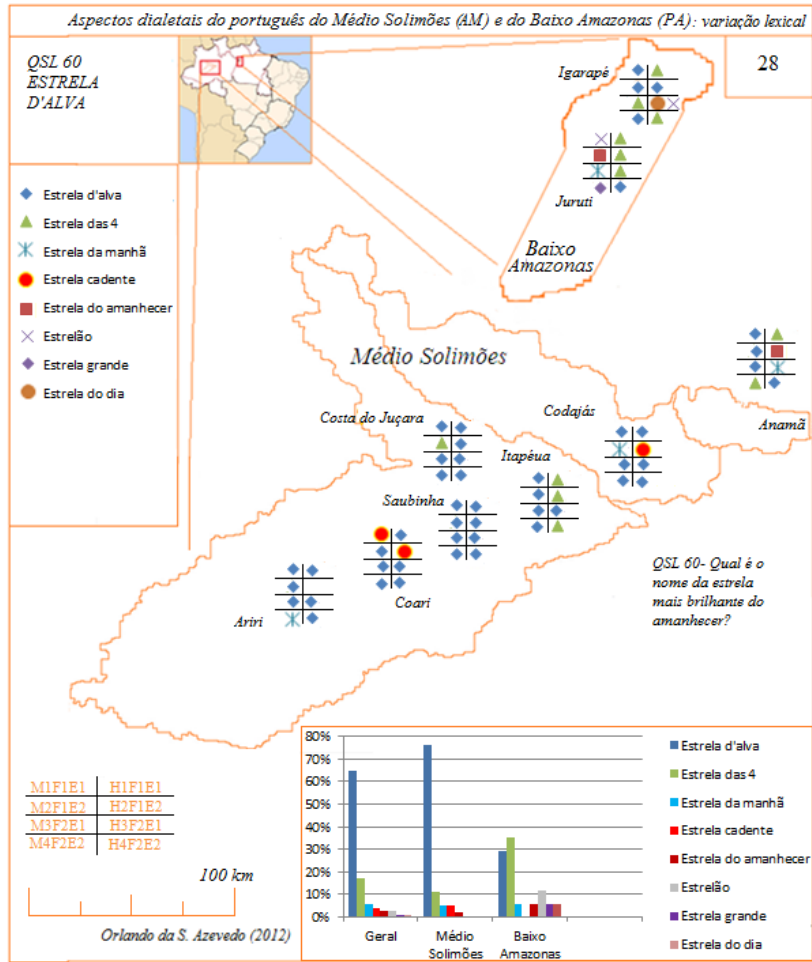 Aspectos dialetais do português do Médio Solimões (AM) e do Baixo Amazonas (PA): variação lexical
QSL 60
ESTRELA
D'ALVA
28
Igarapé
Juruti
Baixo
Amazonas
Estrela d'alva
Estrela das 4
Estrela da manhã
Estrela cadente
Estrela do amanhecer
Estrelão
Estrela grande
Estrela do dia
Médio Solimões
Costa do Juçara
Codajás
Anamã
Itapéua
Saubinha
Coari
Ariri
QSL 60- Qual é o
nome da estrela
mais brilhante do
amanhecer?
M1F1E1 H1F1E1
M2F1E2 H2F1E2
M3F2E1 H3F2E1
M4F2E2 H4F2E2
100 km
Orlando da S. Azevedo (2012)
80%
70%
60%
50%
40%
30%
20%
10%
0%
Geral
Médio
Solimões
Baixo
Amazonas
Estrela d'alva
Estrela das 4
Estrela da manhã
Estrela cadente
Estrela do amanhecer
Estrelão
Estrela grande
Estrela do dia